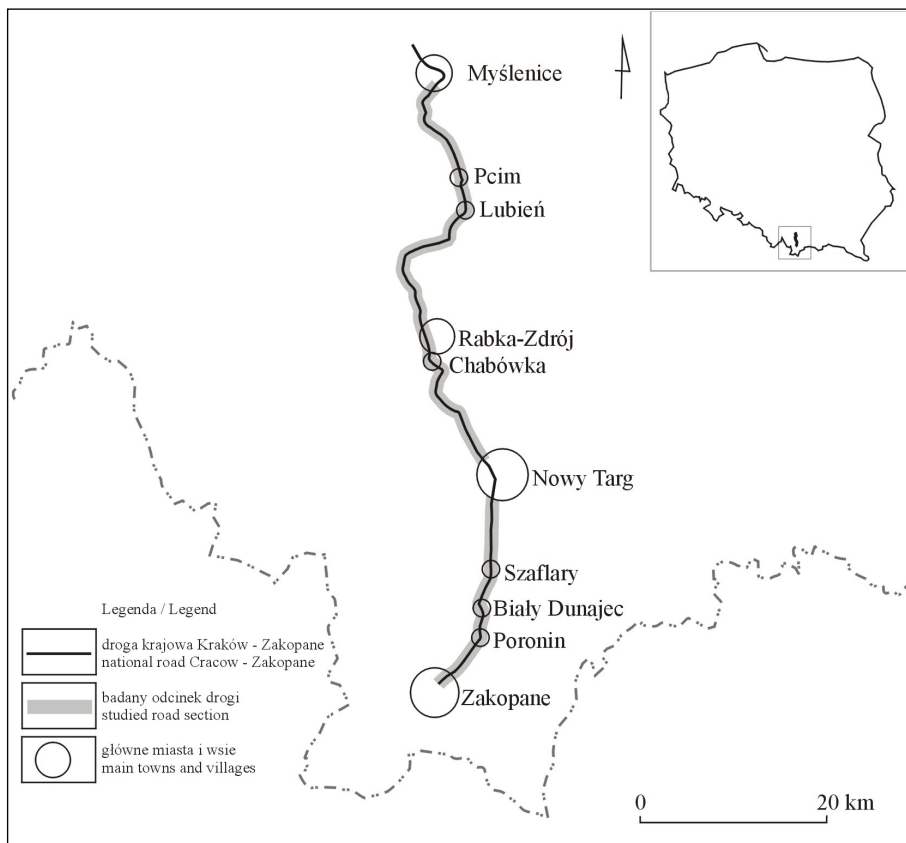 Myślenice
Pcim
Lubień
Rabka-Zdrój
Chabówka
Nowy Targ
Szaflary
Biały Dunajec
Poronin
Zakopane
Legenda / Legend
droga krajowa Kraków - Zakopane
national road Cracow - Zakopane
badany odcinek drogi
studied road section
główne miasta i wsie
main towns and villages
0 20 km